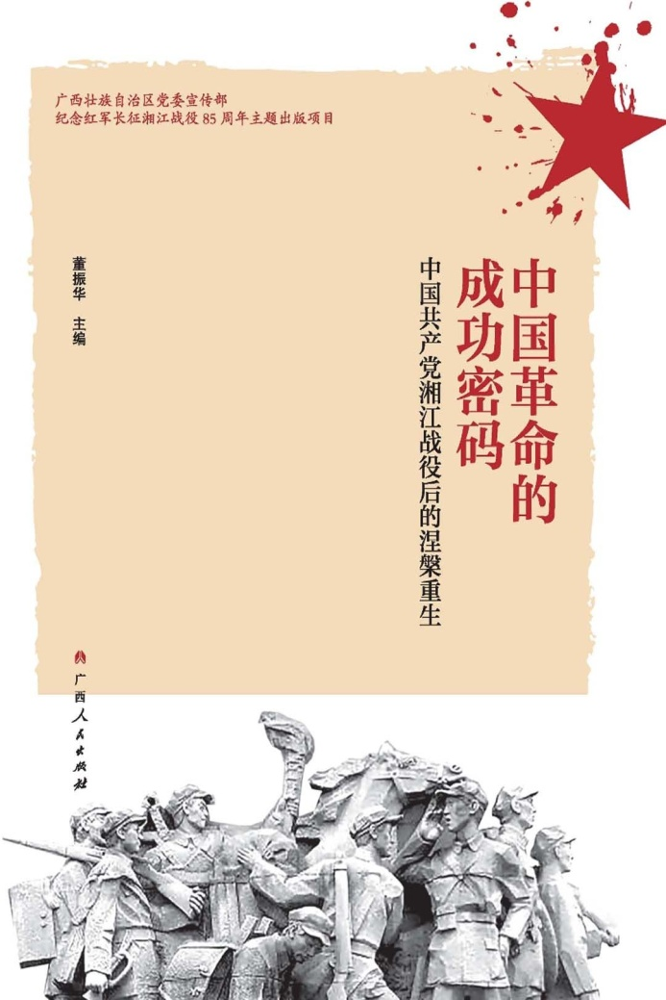 广西壮族自治区党委宣传部
纪念红军长征湘江战役85周年主题出版项目
中国革命的
成功密码
中国共产党湘江战役后的涅槃重生
董振华 主编
广西人民出版社